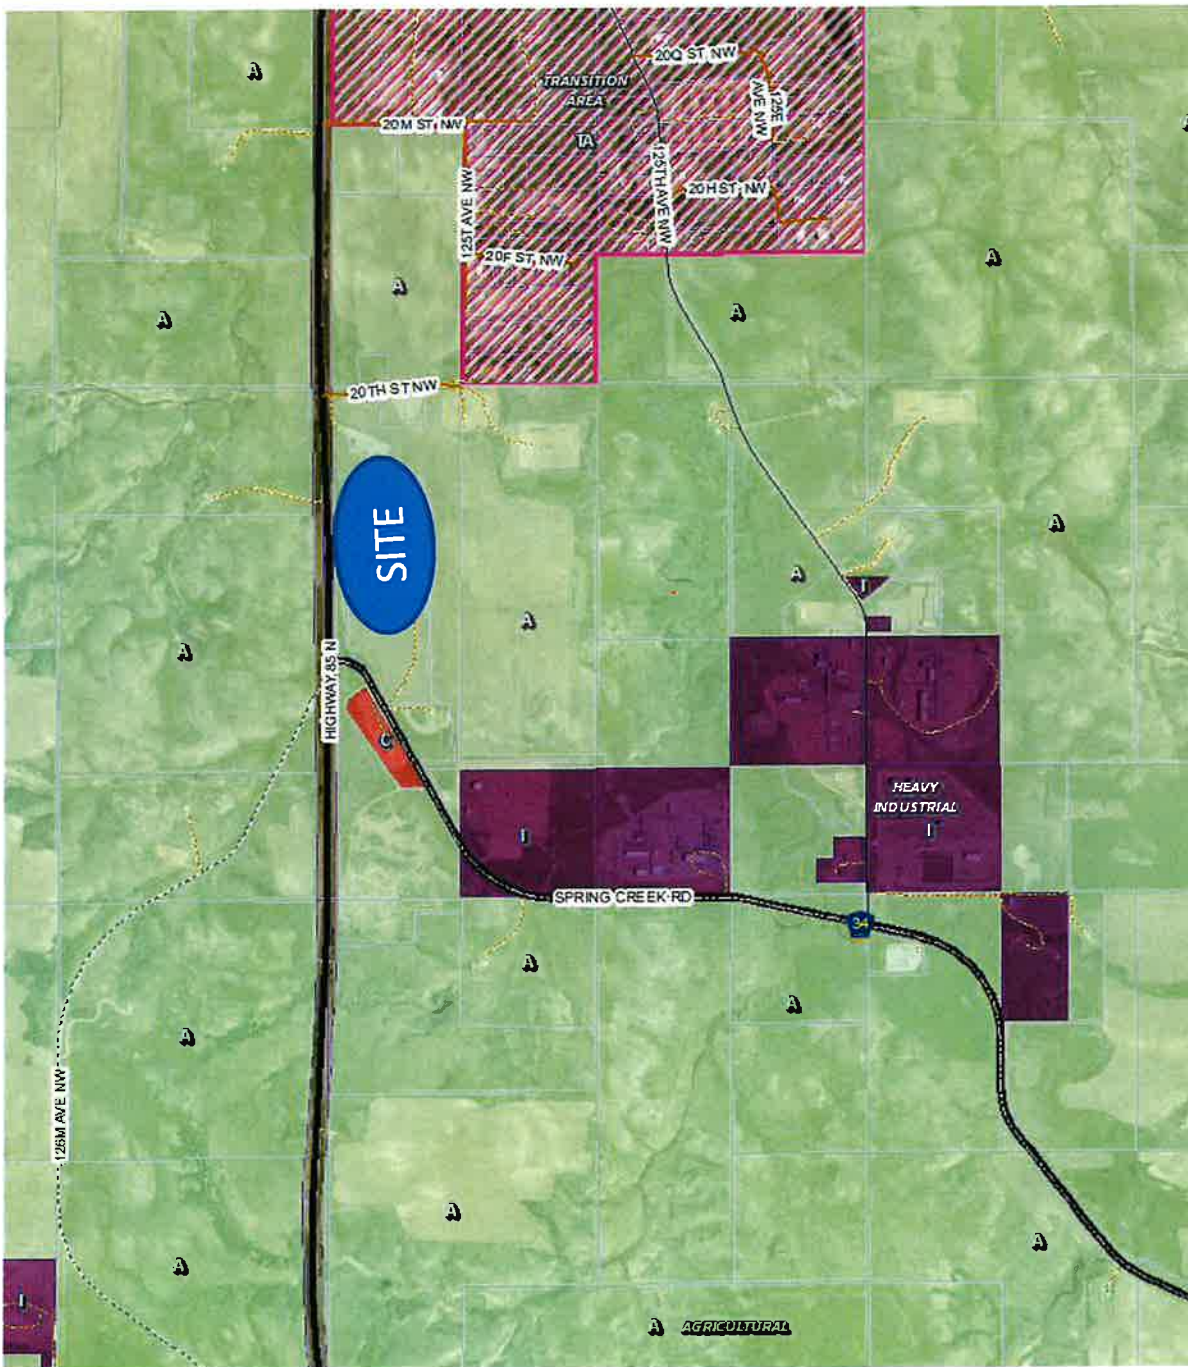 A
20Q ST NW
TRANSITION
AREA
TA
125E
AVE NW
20M ST NW
125TH AVE NW
20H ST NW
125T AVE NW
20F ST NW
A
A
A
A
20TH ST NW
SITE
A
A
I
A
A
HIGHWAY 85 N
C
HEAVY
INDUSTRIAL
I
I
SPRING CREEK RD
34
A
A
A
126M AVE NW
A
A
A
I
A AGRICULTURAL